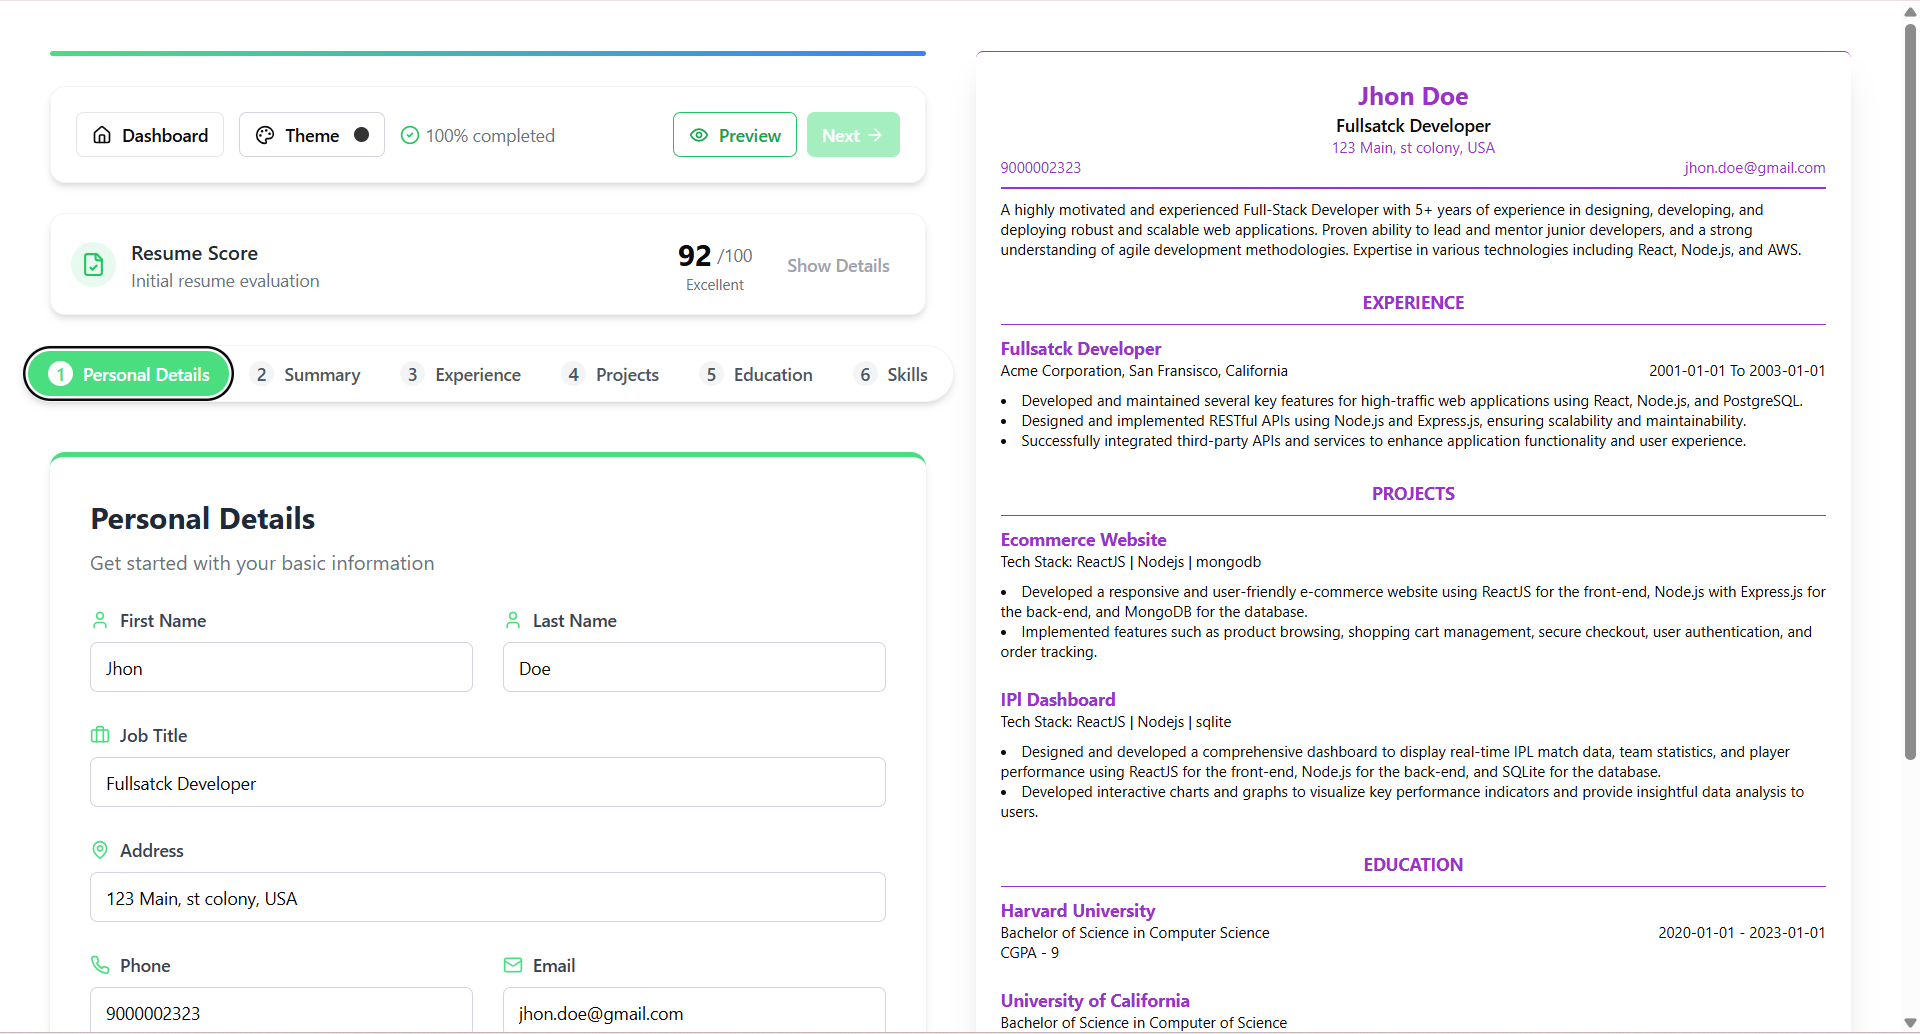 Dashboard
Theme
100% completed
Preview
Next
Resume Score
Initial resume evaluation
92 /100
Excellent
Show Details
1 Personal Details
2 Summary
3 Experience
4 Projects
5 Education
6 Skills
Personal Details
Get started with your basic information
First Name
Jhon
Last Name
Doe
Job Title
Fullsatck Developer
Address
123 Main, st colony, USA
Phone
9000002323
Email
jhon.doe@gmail.com
Jhon Doe
Fullsatck Developer
123 Main, st colony, USA
9000002323
jhon.doe@gmail.com
A highly motivated and experienced Full-Stack Developer with 5+ years of experience in designing, developing, and
deploying robust and scalable web applications. Proven ability to lead and mentor junior developers, and a strong
understanding of agile development methodologies. Expertise in various technologies including React, Node.js, and AWS.
EXPERIENCE
Fullsatck Developer
Acme Corporation, San Fransisco, California
2001-01-01 To 2003-01-01
• Developed and maintained several key features for high-traffic web applications using React, Node.js, and PostgreSQL.
• Designed and implemented RESTful APIs using Node.js and Express.js, ensuring scalability and maintainability.
• Successfully integrated third-party APIs and services to enhance application functionality and user experience.
PROJECTS
Ecommerce Website
Tech Stack: ReactJS | Nodejs | mongodb
• Developed a responsive and user-friendly e-commerce website using ReactJS for the front-end, Node.js with Express.js for
the back-end, and MongoDB for the database.
• Implemented features such as product browsing, shopping cart management, secure checkout, user authentication, and
order tracking.
IPl Dashboard
Tech Stack: ReactJS | Nodejs | sqlite
• Designed and developed a comprehensive dashboard to display real-time IPL match data, team statistics, and player
performance using ReactJS for the front-end, Node.js for the back-end, and SQLite for the database.
• Developed interactive charts and graphs to visualize key performance indicators and provide insightful data analysis to
users.
EDUCATION
Harvard University
Bachelor of Science in Computer Science
2020-01-01 - 2023-01-01
CGPA - 9
University of California
Bachelor of Science in Computer of Science